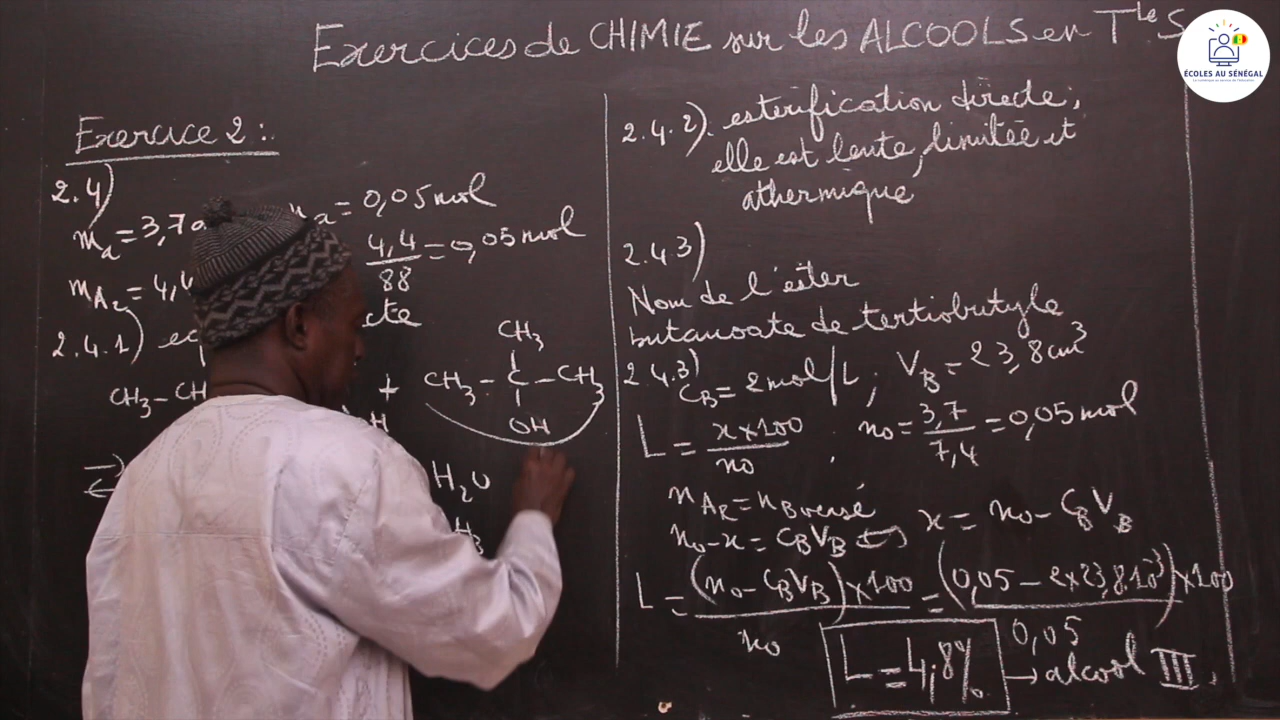 Exercices de CHIMIE sur les ALCOOLS en Tle S
ÉCOLES AU SÉNÉGAL
Exercice 2 :
2.4)
ma = 3,7
= 0,05 mol
mA2 = 4,4
4,4/88 = 0,05 mol
2.4.1)
CH3
CH3 - CH
+ CH3 - C - CH3
OH
H2O
2.4.2). estérification directe ;
elle est lente, limitée et
athermique
2.4.3)
Nom de l'ester
butanoate de tertiobutyle
2.4.3)
CB = 2 mol/L ; VB = 23,8 cm³
L = x × 100 / n0 ; n0 = 3,7/7,4 = 0,05 mol
nAR = nB versé
n0 - x = CBVB ⇔ x = n0 - CBVB
L = (n0 - CBVB) × 100 / n0 = (0,05 - 2×23,8.10⁻³) × 100 / 0,05
L = 4,8% → alcool III.